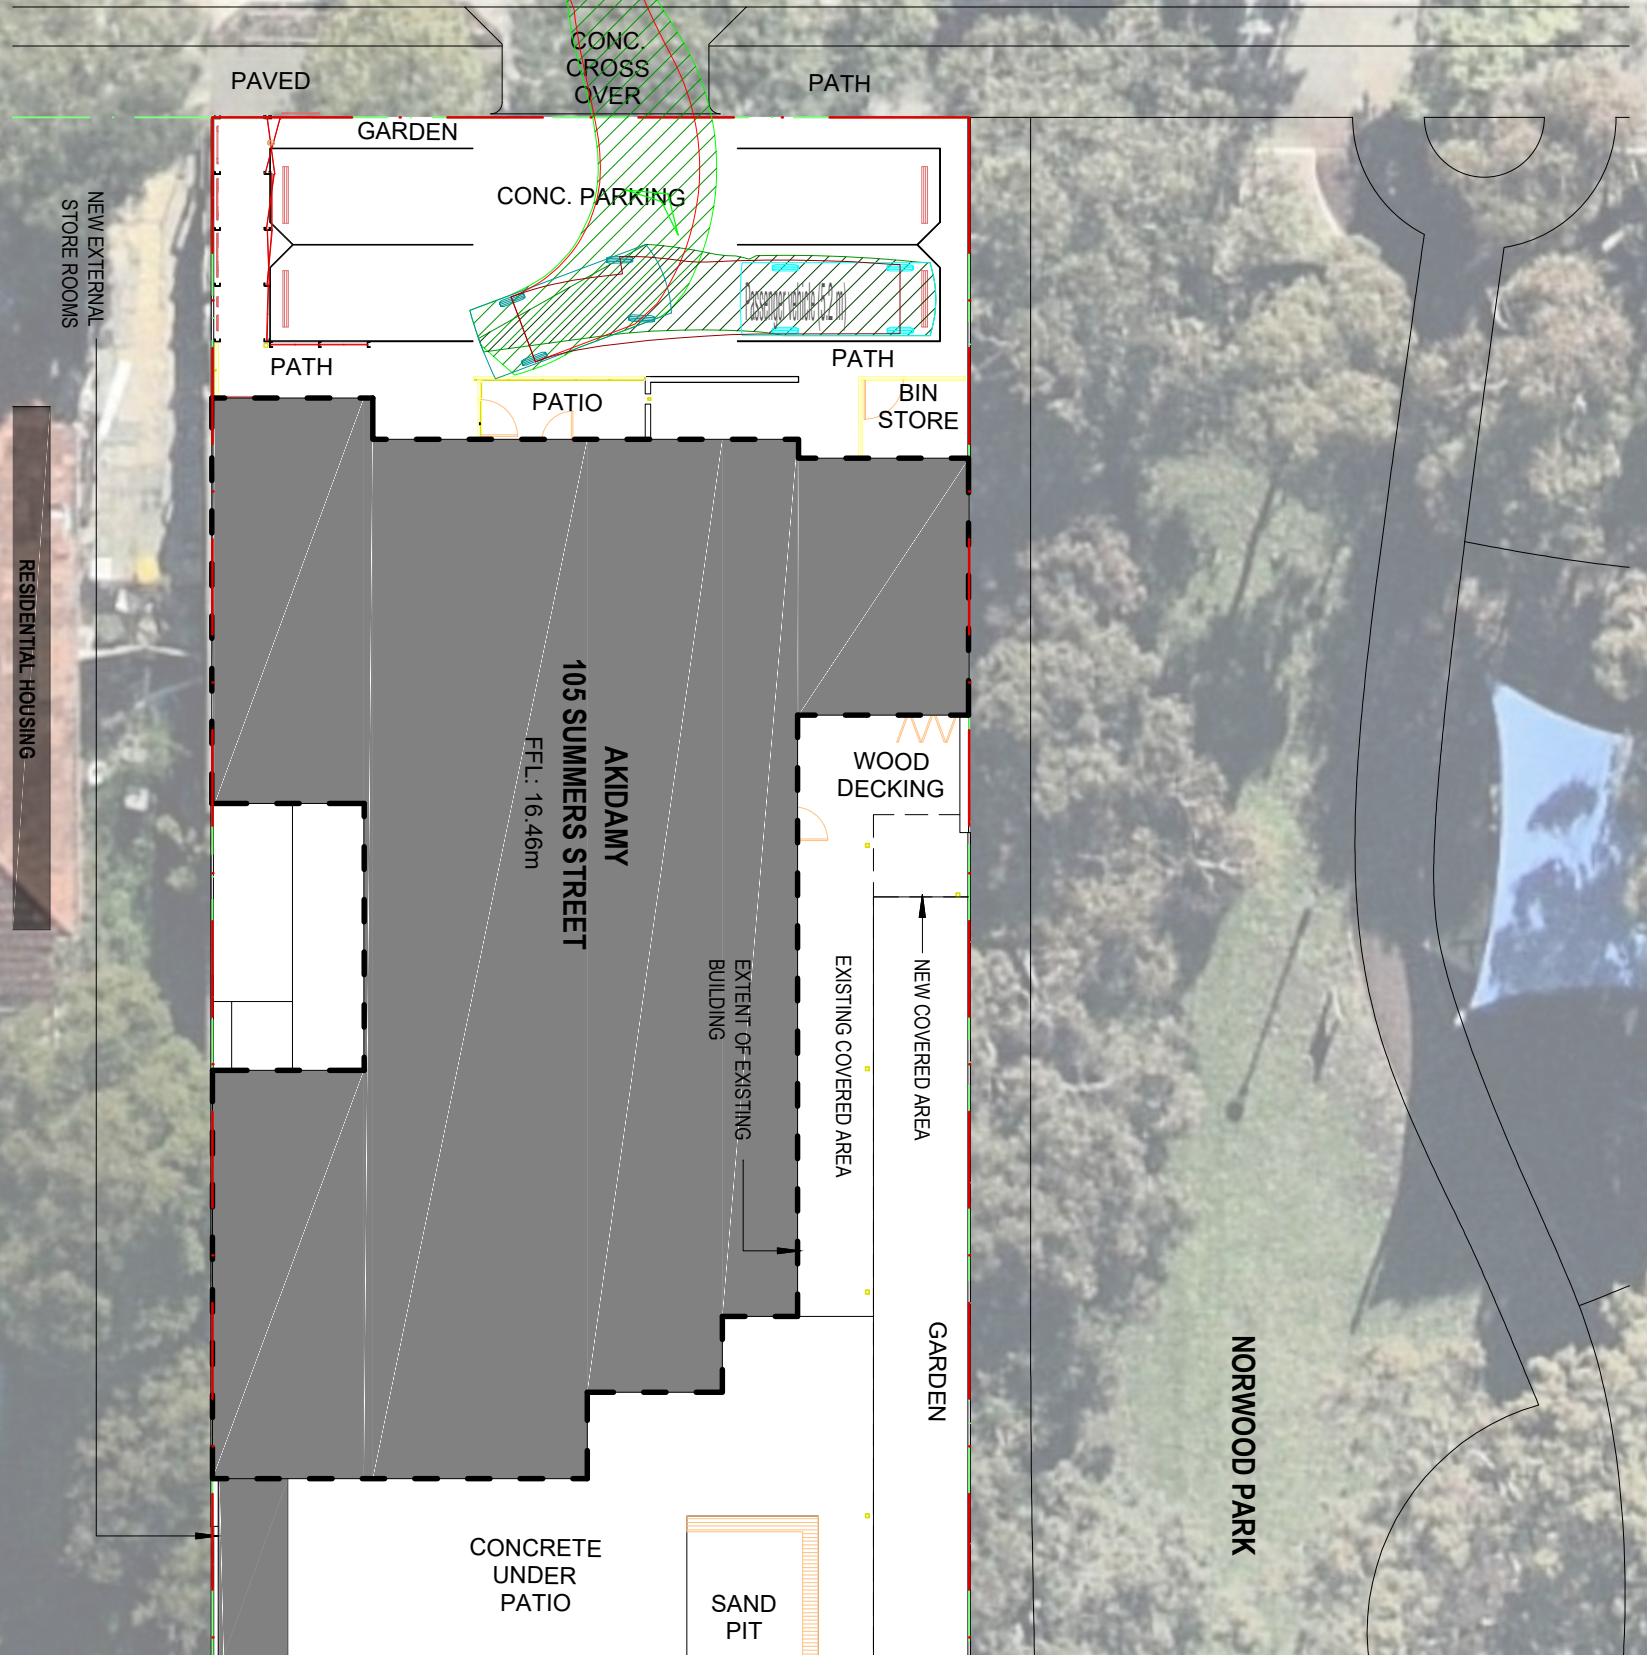 CONC.
CROSS
OVER
PAVED
PATH
GARDEN
CONC. PARKING
NEW EXTERNAL
STORE ROOMS
Passenger vehicle (5.2 m)
PATH
PATH
PATIO
BIN
STORE
RESIDENTIAL HOUSING
AKIDAMY
105 SUMMERS STREET
FFL: 16.46m
WOOD
DECKING
EXTENT OF EXISTING
BUILDING
EXISTING COVERED AREA
NEW COVERED AREA
GARDEN
NORWOOD PARK
CONCRETE
UNDER
PATIO
SAND
PIT